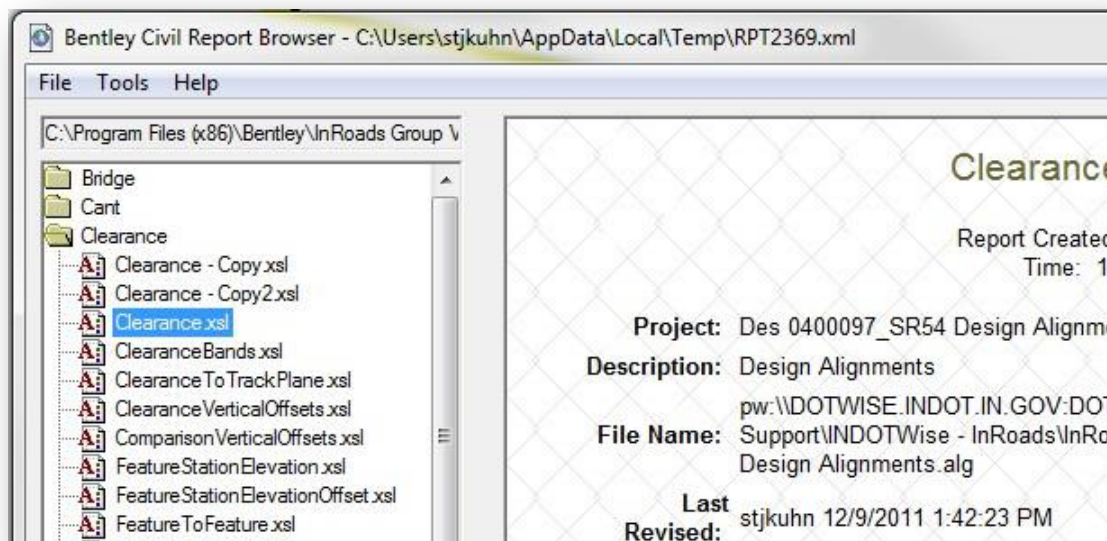 Bentley Civil Report Browser - C:\Users\stjkuhn\AppData\Local\Temp\RPT2369.xml
File Tools Help
C:\Program Files (x86)\Bentley\InRoads Group V
Bridge
Cant
Clearance
Clearance - Copy.xsl
Clearance - Copy2.xsl
Clearance.xsl
ClearanceBands.xsl
ClearanceToTrackPlane.xsl
ClearanceVerticalOffsets.xsl
ComparisonVerticalOffsets.xsl
FeatureStationElevation.xsl
FeatureStationElevationOffset.xsl
FeatureToFeature.xsl
Clearance
Report Created
Time: 1
Project: Des 0400097_SR54 Design Alignme
Description: Design Alignments
File Name: pw:\\DOTWISE.INDOT.IN.GOV:DOT
Support\INDOTWise - InRoads\InRo
Design Alignments.alg
Last Revised: stjkuhn 12/9/2011 1:42:23 PM